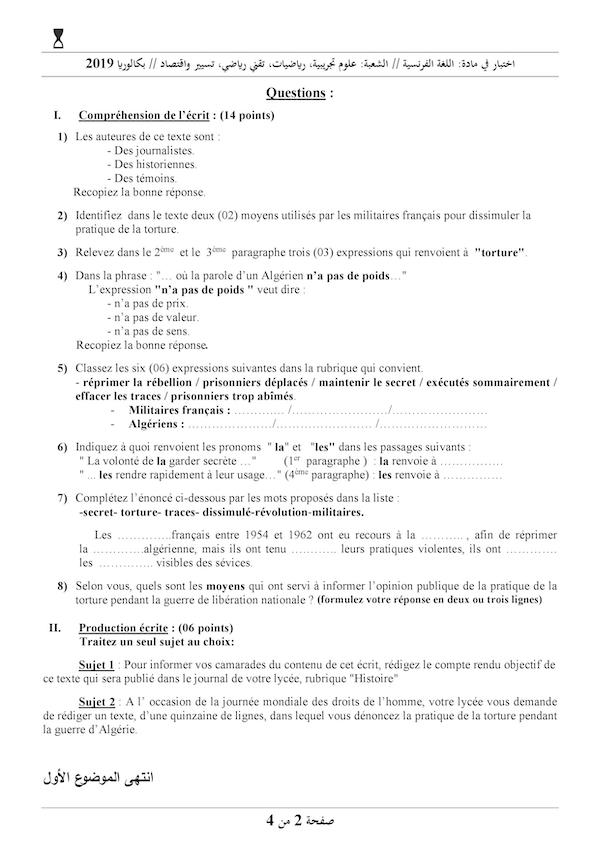 اختبار في مادة: اللغة الفرنسية // الشعبة: علوم تجريبية، رياضيات، تقني رياضي، تسيير واقتصاد // بكالوريا 2019
Questions :
I. Compréhension de l'écrit : (14 points)
1) Les auteures de ce texte sont :
- Des journalistes.
- Des historiennes.
- Des témoins.
Recopiez la bonne réponse.
2) Identifiez dans le texte deux (02) moyens utilisés par les militaires français pour dissimuler la
pratique de la torture.
3) Relevez dans le 2ème et le 3ème paragraphe trois (03) expressions qui renvoient à "torture".
4) Dans la phrase : "… où la parole d'un Algérien n'a pas de poids…"
L'expression "n'a pas de poids " veut dire :
- n'a pas de prix.
- n'a pas de valeur.
- n'a pas de sens.
Recopiez la bonne réponse.
5) Classez les six (06) expressions suivantes dans la rubrique qui convient.
- réprimer la rébellion / prisonniers déplacés / maintenir le secret / exécutés sommairement /
effacer les traces / prisonniers trop abîmés.
- Militaires français : …………. /……………………/……………………
- Algériens : …………………/…………………… /………………………
6) Indiquez à quoi renvoient les pronoms " la" et "les" dans les passages suivants :
" La volonté de la garder secrète …" (1er paragraphe ) : la renvoie à …………….
" ... les rendre rapidement à leur usage…" (4ème paragraphe) : les renvoie à ……………
7) Complétez l'énoncé ci-dessous par les mots proposés dans la liste :
-secret- torture- traces- dissimulé-révolution-militaires.
Les ………….français entre 1954 et 1962 ont eu recours à la ……….. , afin de réprimer
la ………….algérienne, mais ils ont tenu ………... leurs pratiques violentes, ils ont ………….
les ………….. visibles des sévices.
8) Selon vous, quels sont les moyens qui ont servi à informer l'opinion publique de la pratique de la
torture pendant la guerre de libération nationale ? (formulez votre réponse en deux ou trois lignes)
II. Production écrite : (06 points)
Traitez un seul sujet au choix:
Sujet 1 : Pour informer vos camarades du contenu de cet écrit, rédigez le compte rendu objectif de
ce texte qui sera publié dans le journal de votre lycée, rubrique "Histoire"
Sujet 2 : A l' occasion de la journée mondiale des droits de l'homme, votre lycée vous demande
de rédiger un texte, d'une quinzaine de lignes, dans lequel vous dénoncez la pratique de la torture pendant
la guerre d'Algérie.
انتهى الموضوع الأول
صفحة 2 من 4